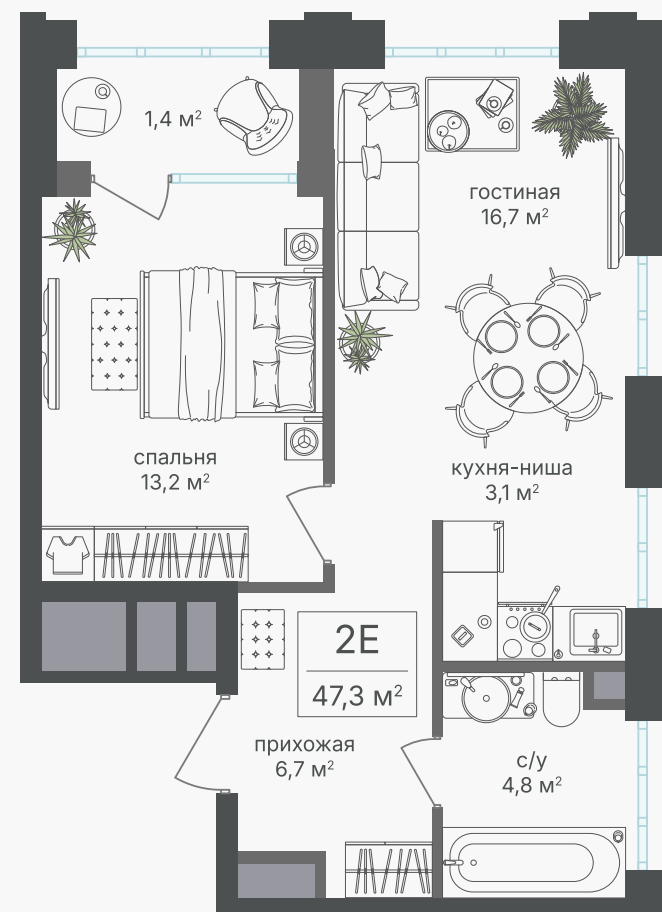 1,4 м²
гостиная
16,7 м²
спальня
13,2 м²
кухня-ниша
3,1 м²
2Е
47,3 м²
прихожая
6,7 м²
с/у
4,8 м²